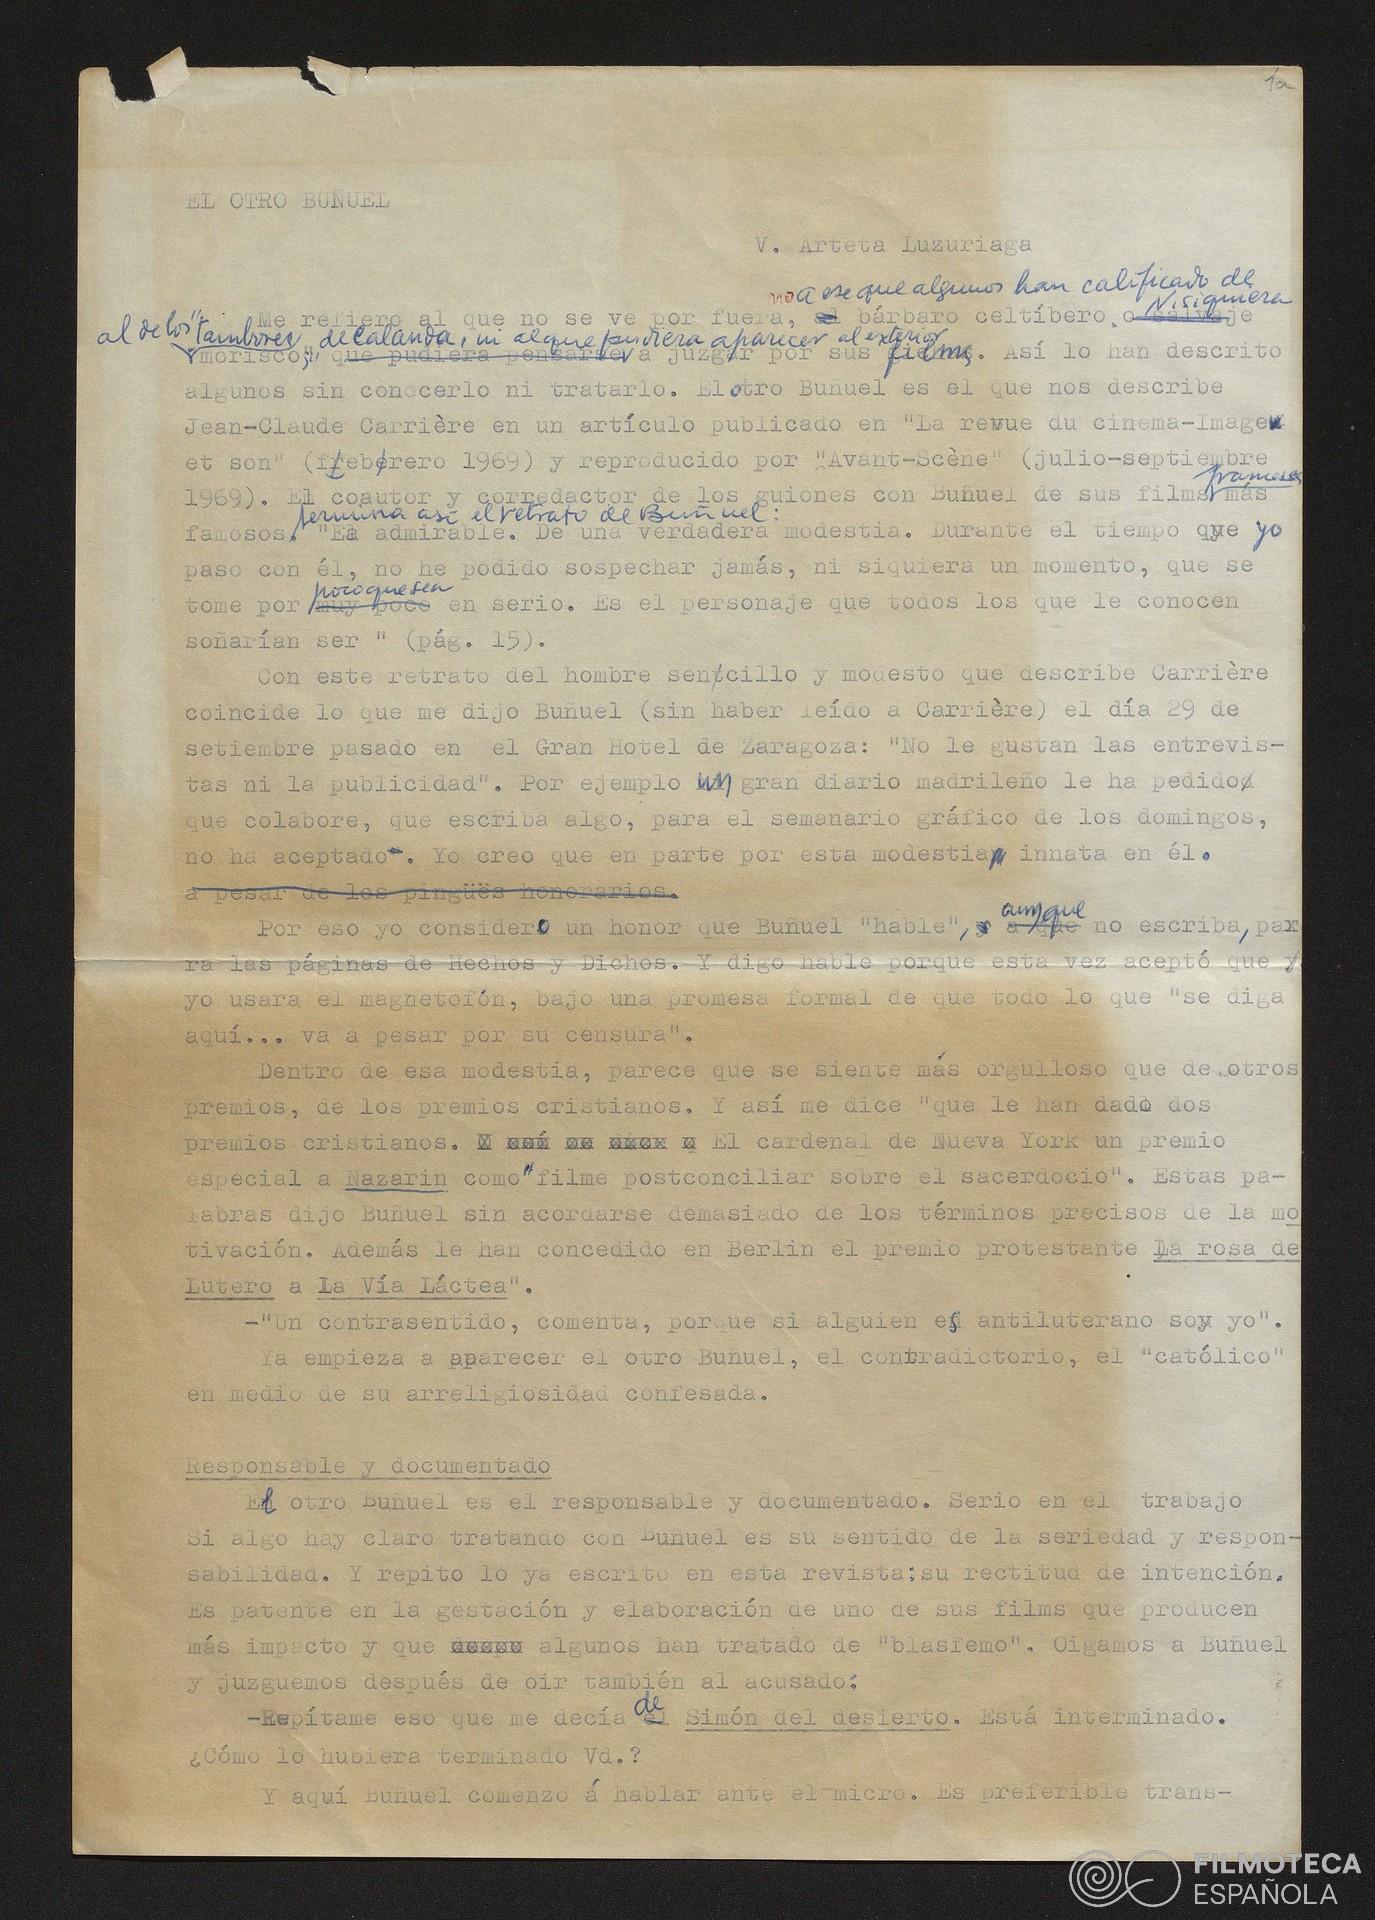 1a
EL OTRO BUÑUEL
V. Arteta Luzuriaga
no a ese que algunos han calificado de
Ni siquiera
Me refiero al que no se ve por fuera, al bárbaro celtíbero o salvaje
al de los "tambores de Calanda, ni al que pudiera aparecer al exterior
morisco," que pudiera pensarse a juzgar por sus films. Así lo han descrito
algunos sin conocerlo ni tratarlo. El otro Buñuel es el que nos describe
Jean-Claude Carrière en un artículo publicado en "La revue du cinema-Image
et son" (febrero 1969) y reproducido por "Avant-Scène" (julio-septiembre
franceses
1969). El coautor y corredactor de los guiones con Buñuel de sus films más
termina así el retrato de Buñuel:
famosos. "Es admirable. De una verdadera modestia. Durante el tiempo que yo
paso con él, no he podido sospechar jamás, ni siquiera un momento, que se
poco que sea
tome por muy poco en serio. Es el personaje que todos los que le conocen
soñarían ser " (pág. 15).
Con este retrato del hombre sencillo y modesto que describe Carrière
coincide lo que me dijo Buñuel (sin haber leído a Carrière) el día 29 de
setiembre pasado en el Gran Hotel de Zaragoza: "No le gustan las entrevis-
tas ni la publicidad". Por ejemplo un gran diario madrileño le ha pedido
que colabore, que escriba algo, para el semanario gráfico de los domingos,
no ha aceptado. Yo creo que en parte por esta modestia innata en él.
a pesar de los pingües honorarios.
aunque
Por eso yo considero un honor que Buñuel "hable", a que no escriba, pa
ra las páginas de Hechos y Dichos. Y digo hable porque esta vez aceptó que
yo usara el magnetofón, bajo una promesa formal de que todo lo que "se diga
aquí... va a pesar por su censura".
Dentro de esa modestia, parece que se siente más orgulloso que de otros
premios, de los premios cristianos. Y así me dice "que le han dado dos
premios cristianos. El cardenal de Nueva York un premio
especial a Nazarin como "filme postconciliar sobre el sacerdocio". Estas pa-
labras dijo Buñuel sin acordarse demasiado de los términos precisos de la mo
tivación. Además le han concedido en Berlin el premio protestante La rosa de
Lutero a La Vía Láctea".
-"Un contrasentido, comenta, porque si alguien es antiluterano soy yo".
Ya empieza a aparecer el otro Buñuel, el contradictorio, el "católico"
en medio de su arreligiosidad confesada.
Responsable y documentado
El otro Buñuel es el responsable y documentado. Serio en el trabajo
Si algo hay claro tratando con Buñuel es su sentido de la seriedad y respon-
sabilidad. Y repito lo ya escrito en esta revista: su rectitud de intención.
Es patente en la gestación y elaboración de uno de sus films que producen
más impacto y que algunos han tratado de "blasfemo". Oigamos a Buñuel
y juzguemos después de oir también al acusado:
de
-Repítame eso que me decía el Simón del desierto. Está interminado.
¿Cómo lo hubiera terminado Vd.?
Y aquí Buñuel comenzo á hablar ante el micro. Es preferible trans-
FILMOTECA
ESPAÑOLA